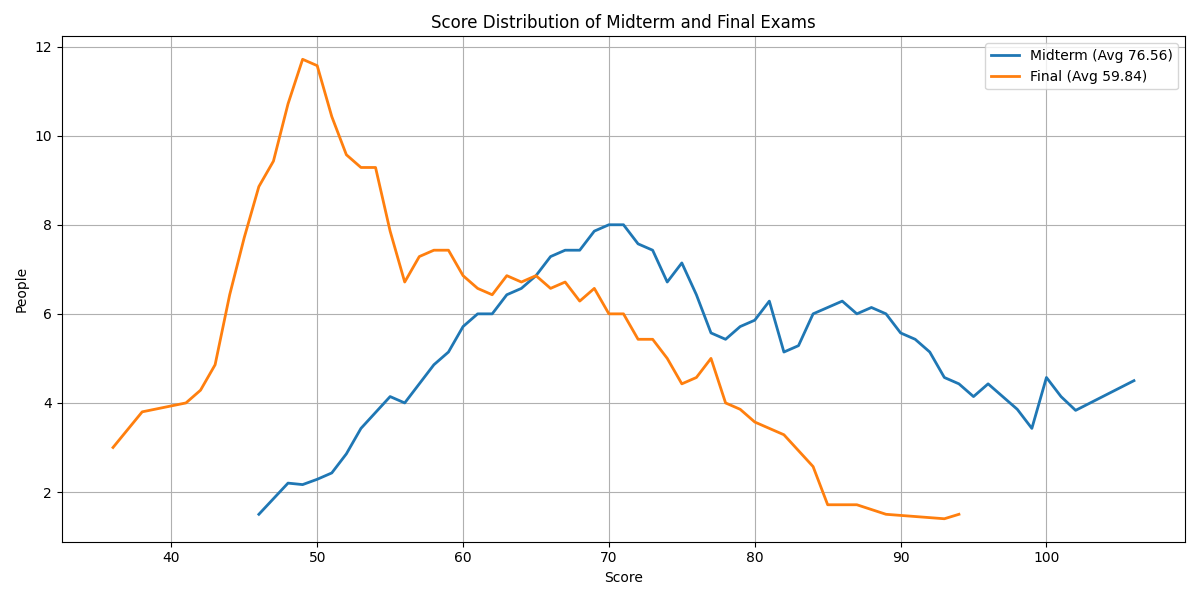 Score Distribution of Midterm and Final Exams
12
10
8
6
4
2
People
Midterm (Avg 76.56)
Final (Avg 59.84)
40 50 60 70 80 90 100
Score